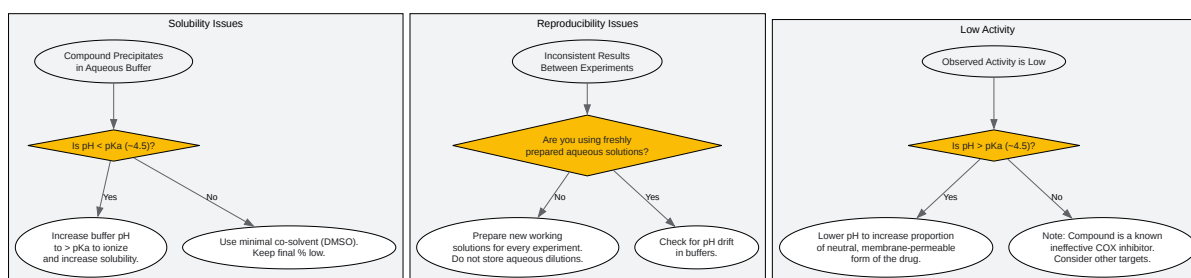 Solubility Issues
Compound Precipitates
in Aqueous Buffer
Is pH < pKa (~4.5)?
Yes
No
Increase buffer pH
to > pKa to ionize
and increase solubility.
Use minimal co-solvent (DMSO).
Keep final % low.
Reproducibility Issues
Inconsistent Results
Between Experiments
Are you using freshly
prepared aqueous solutions?
No
Yes
Prepare new working
solutions for every experiment.
Do not store aqueous dilutions.
Check for pH drift
in buffers.
Low Activity
Observed Activity is Low
Is pH > pKa (~4.5)?
Yes
No
Lower pH to increase proportion
of neutral, membrane-permeable
form of the drug.
Note: Compound is a known
ineffective COX inhibitor.
Consider other targets.